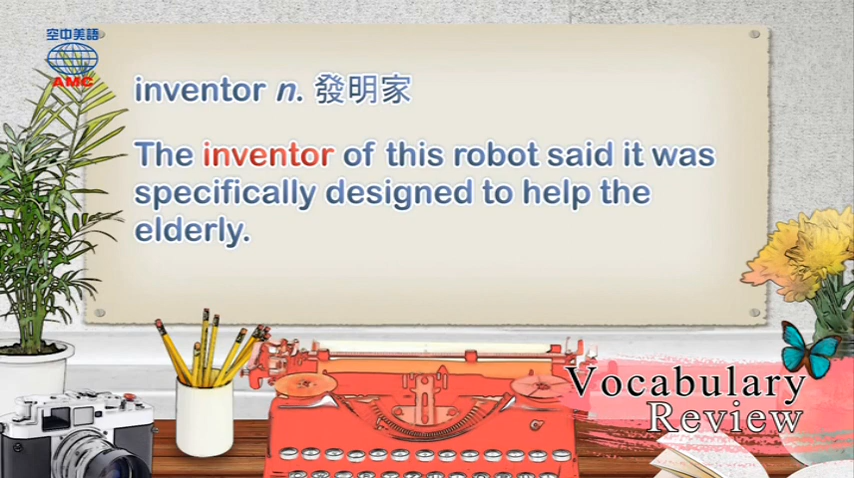 空中美語
AMC
inventor n. 發明家
The inventor of this robot said it was
specifically designed to help the
elderly.
Vocabulary
Review